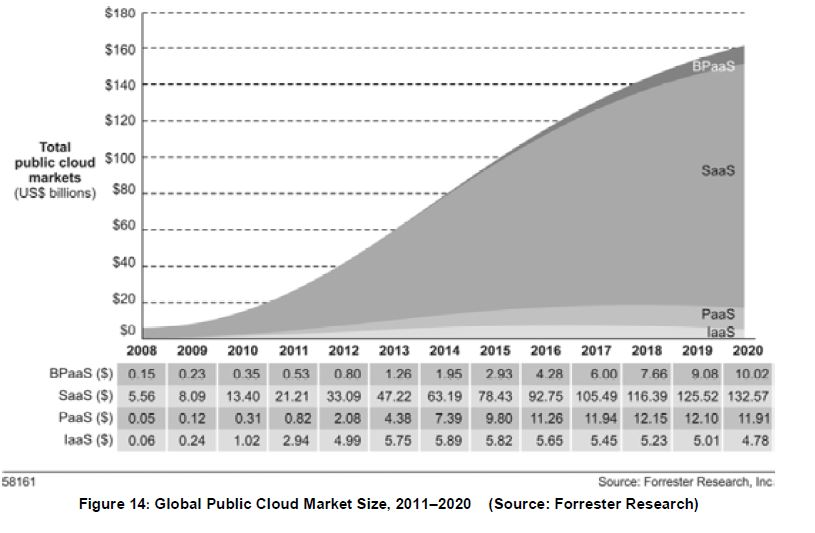 $180
$160
$140
$120
$100
$80
$60
$40
$20
$0
Total
public cloud
markets
(US$ billions)
BPaaS
SaaS
PaaS
IaaS
2008 2009 2010 2011 2012 2013 2014 2015 2016 2017 2018 2019 2020
BPaaS ($) 0.15 0.23 0.35 0.53 0.80 1.26 1.95 2.93 4.28 6.00 7.66 9.08 10.02
SaaS ($) 5.56 8.09 13.40 21.21 33.09 47.22 63.19 78.43 92.75 105.49 116.39 125.52 132.57
PaaS ($) 0.05 0.12 0.31 0.82 2.08 4.38 7.39 9.80 11.26 11.94 12.15 12.10 11.91
IaaS ($) 0.06 0.24 1.02 2.94 4.99 5.75 5.89 5.82 5.65 5.45 5.23 5.01 4.78
58161 Source: Forrester Research, Inc
Figure 14: Global Public Cloud Market Size, 2011–2020 (Source: Forrester Research)